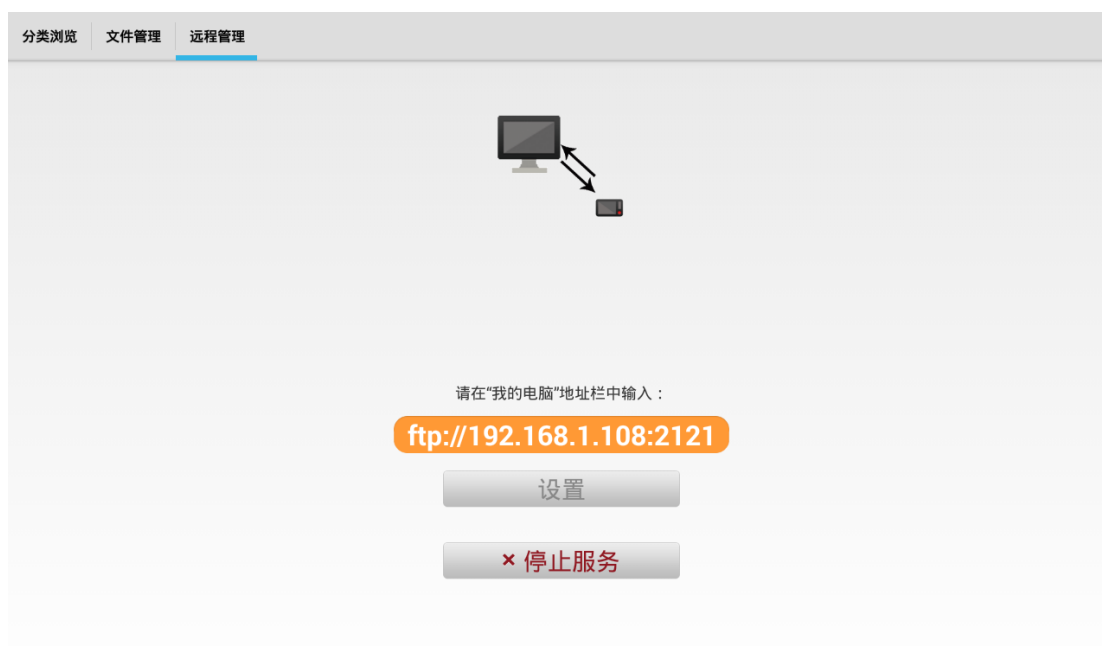 分类浏览 文件管理 远程管理
请在“我的电脑”地址栏中输入：
ftp://192.168.1.108:2121
设置
× 停止服务